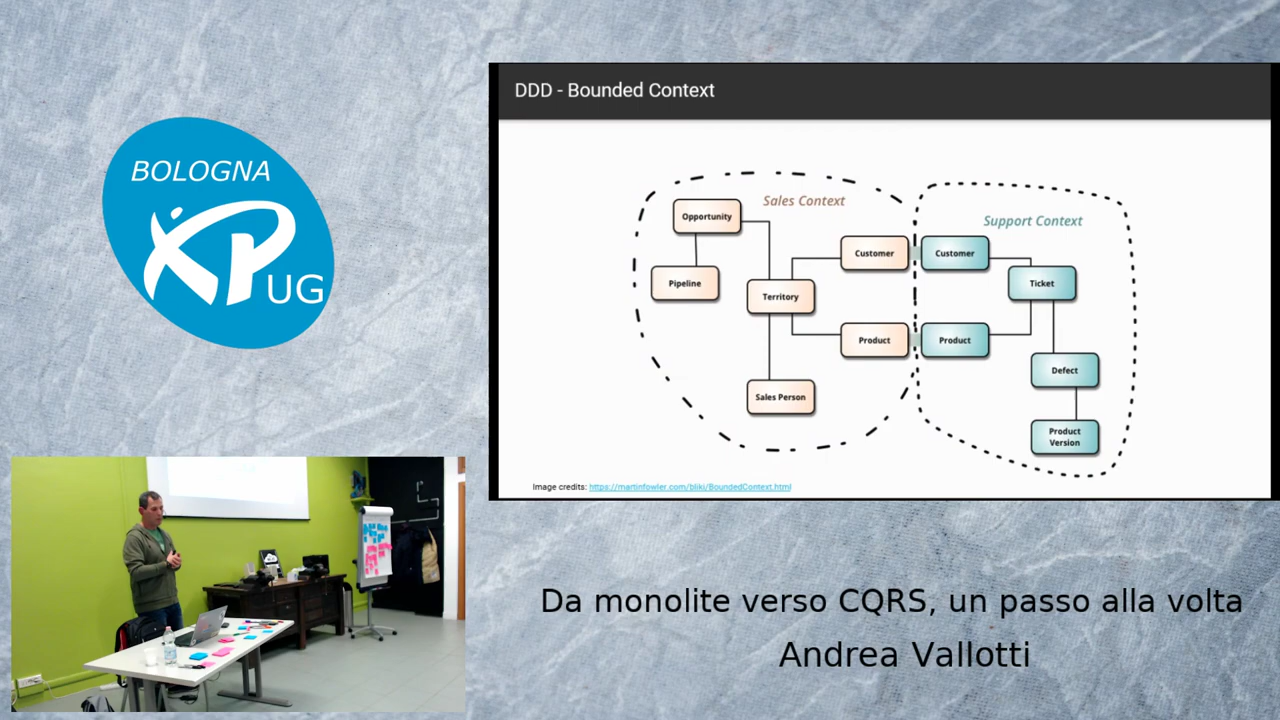 BOLOGNA
XP
UG
DDD - Bounded Context
Sales Context
Support Context
Opportunity
Customer
Customer
Pipeline
Territory
Ticket
Product
Product
Defect
Sales Person
Product
Version
Image credits: https://martinfowler.com/bliki/BoundedContext.html
Da monolite verso CQRS, un passo alla volta
Andrea Vallotti